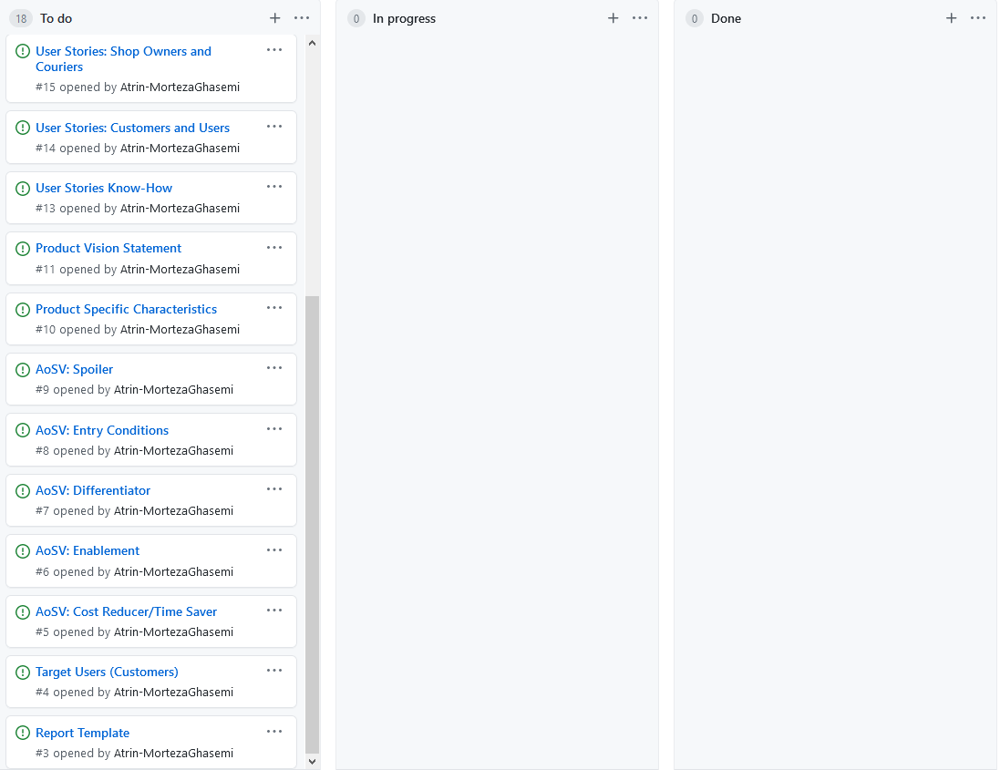 18 To do
User Stories: Shop Owners and
Couriers
#15 opened by Atrin-MortezaGhasemi
User Stories: Customers and Users
#14 opened by Atrin-MortezaGhasemi
User Stories Know-How
#13 opened by Atrin-MortezaGhasemi
Product Vision Statement
#11 opened by Atrin-MortezaGhasemi
Product Specific Characteristics
#10 opened by Atrin-MortezaGhasemi
AoSV: Spoiler
#9 opened by Atrin-MortezaGhasemi
AoSV: Entry Conditions
#8 opened by Atrin-MortezaGhasemi
AoSV: Differentiator
#7 opened by Atrin-MortezaGhasemi
AoSV: Enablement
#6 opened by Atrin-MortezaGhasemi
AoSV: Cost Reducer/Time Saver
#5 opened by Atrin-MortezaGhasemi
Target Users (Customers)
#4 opened by Atrin-MortezaGhasemi
Report Template
#3 opened by Atrin-MortezaGhasemi
0 In progress
0 Done